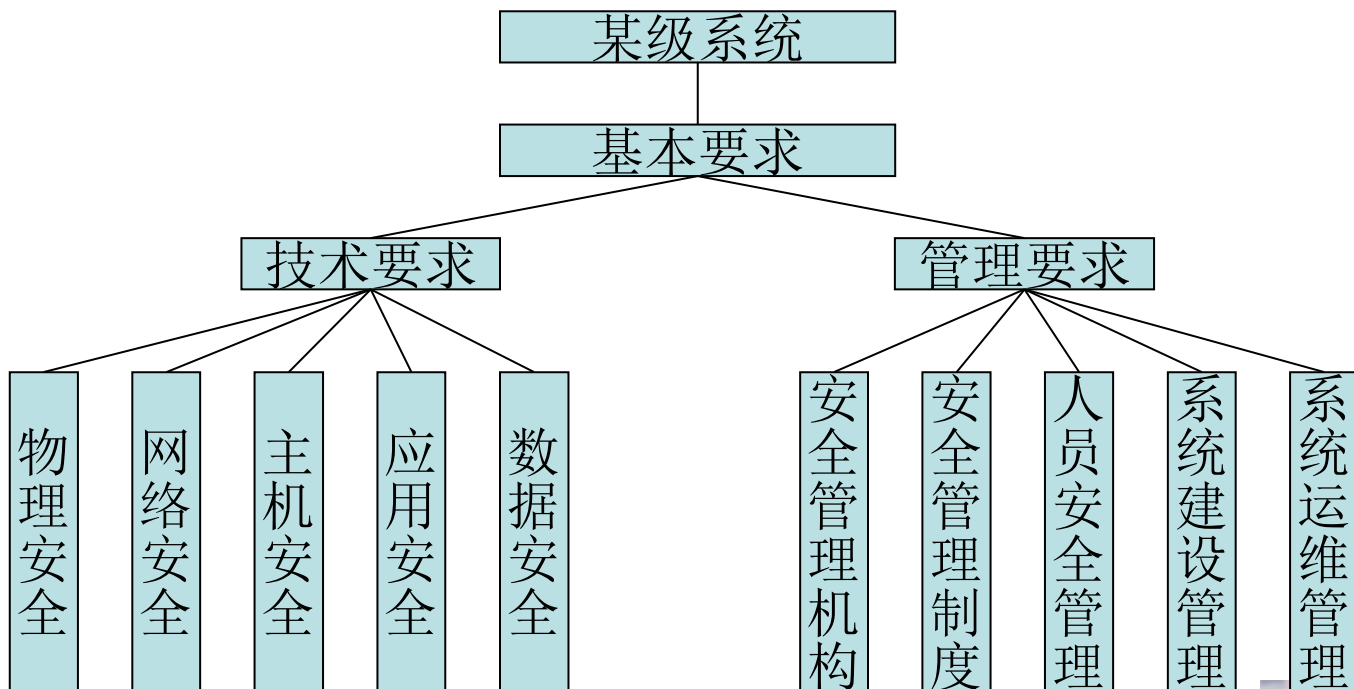 某级系统
基本要求
技术要求
管理要求
物理安全
网络安全
主机安全
应用安全
数据安全
安全管理机构
安全管理制度
人员安全管理
系统建设管理
系统运维管理